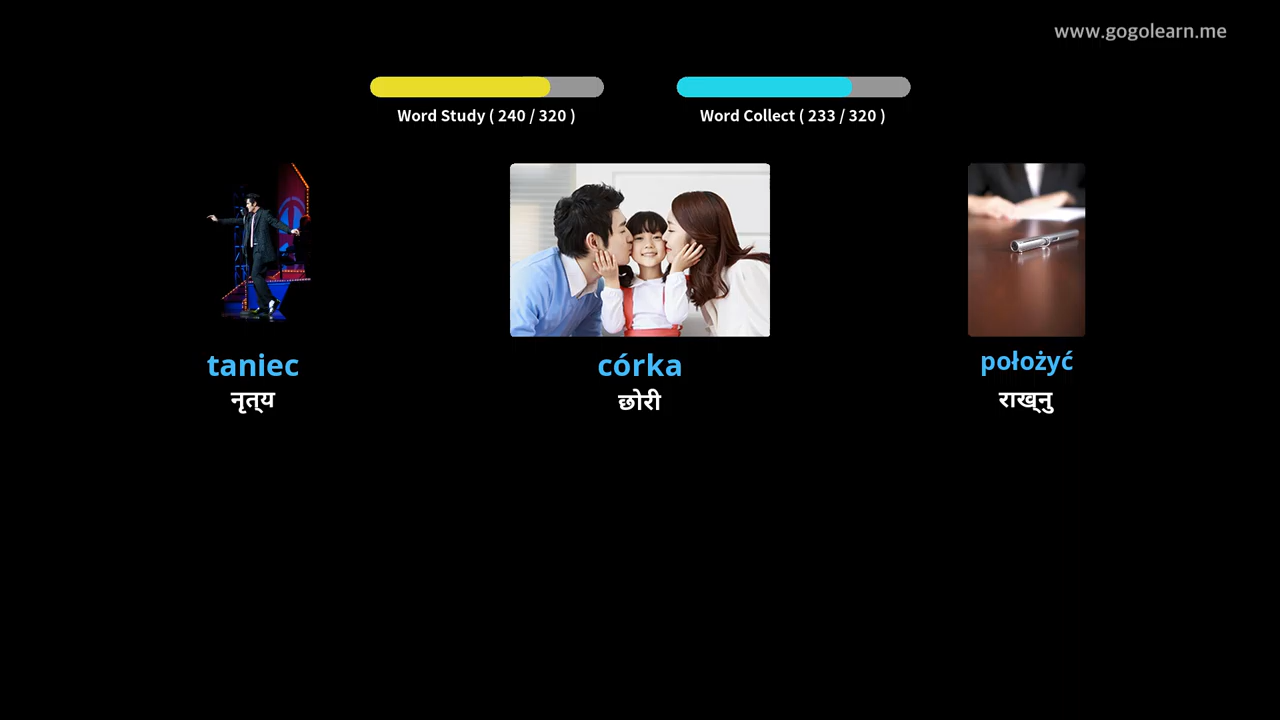 www.gogolearn.me
Word Study ( 240 / 320 )
Word Collect ( 233 / 320 )
taniec
नृत्य
córka
छोरी
położyć
राख्नु